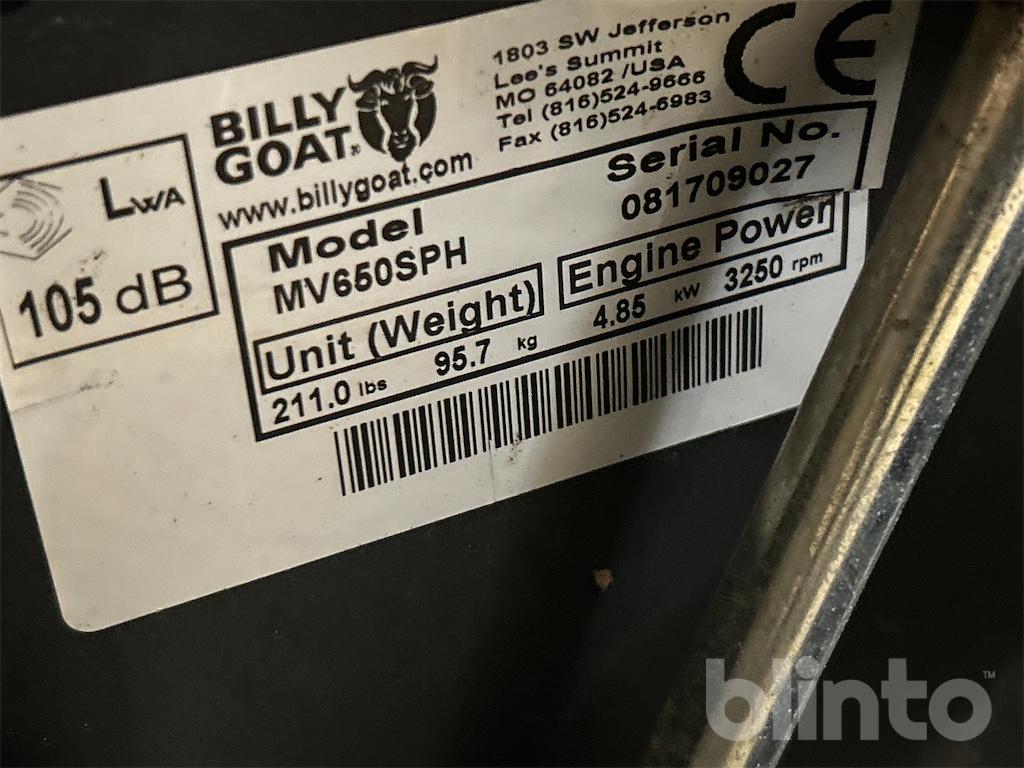 BILLY
GOAT®
www.billygoat.com
1803 SW Jefferson
Lee's Summit
MO 64082 /USA
Tel (816)524-9666
Fax (816)524-6983
CE
LWA
105 dB
Model
MV650SPH
Serial No.
081709027
Unit (Weight)
211.0 lbs 95.7 kg
Engine Power
4.85 kW 3250 rpm
blinto™